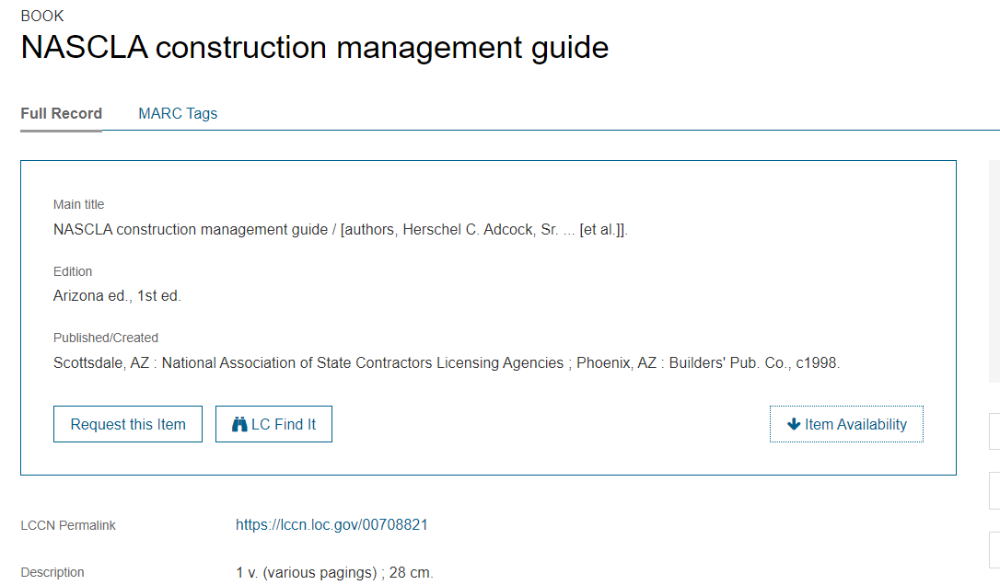 BOOK
NASCLA construction management guide
Full Record MARC Tags
Main title
NASCLA construction management guide / [authors, Herschel C. Adcock, Sr. ... [et al.]].
Edition
Arizona ed., 1st ed.
Published/Created
Scottsdale, AZ : National Association of State Contractors Licensing Agencies ; Phoenix, AZ : Builders' Pub. Co., c1998.
Request this Item LC Find It Item Availability
LCCN Permalink https://lccn.loc.gov/00708821
Description 1 v. (various pagings) ; 28 cm.